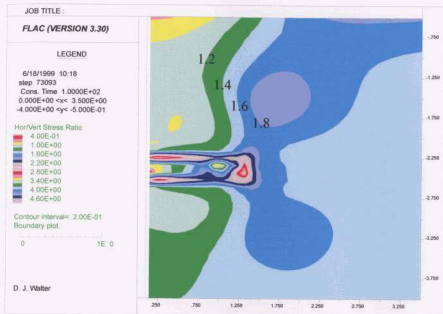 JOB TITLE :
FLAC (VERSION 3.30)
LEGEND
6/18/1999 10:18
step 73093
Cons. Time 1.0000E+02
0.000E+00 <x< 3.500E+00
-4.000E+00 <y< -5.000E-01
Hor/Vert Stress Ratio
4.00E-01
1.00E+00
1.60E+00
2.20E+00
2.80E+00
3.40E+00
4.00E+00
4.60E+00
Contour interval= 2.00E-01
Boundary plot
0 1E 0
D. J. Walter
1.2
1.4
1.6
1.8
-.750
-1.250
-1.750
-2.250
-2.750
-3.250
-3.750
.250 .750 1.250 1.750 2.250 2.750 3.250